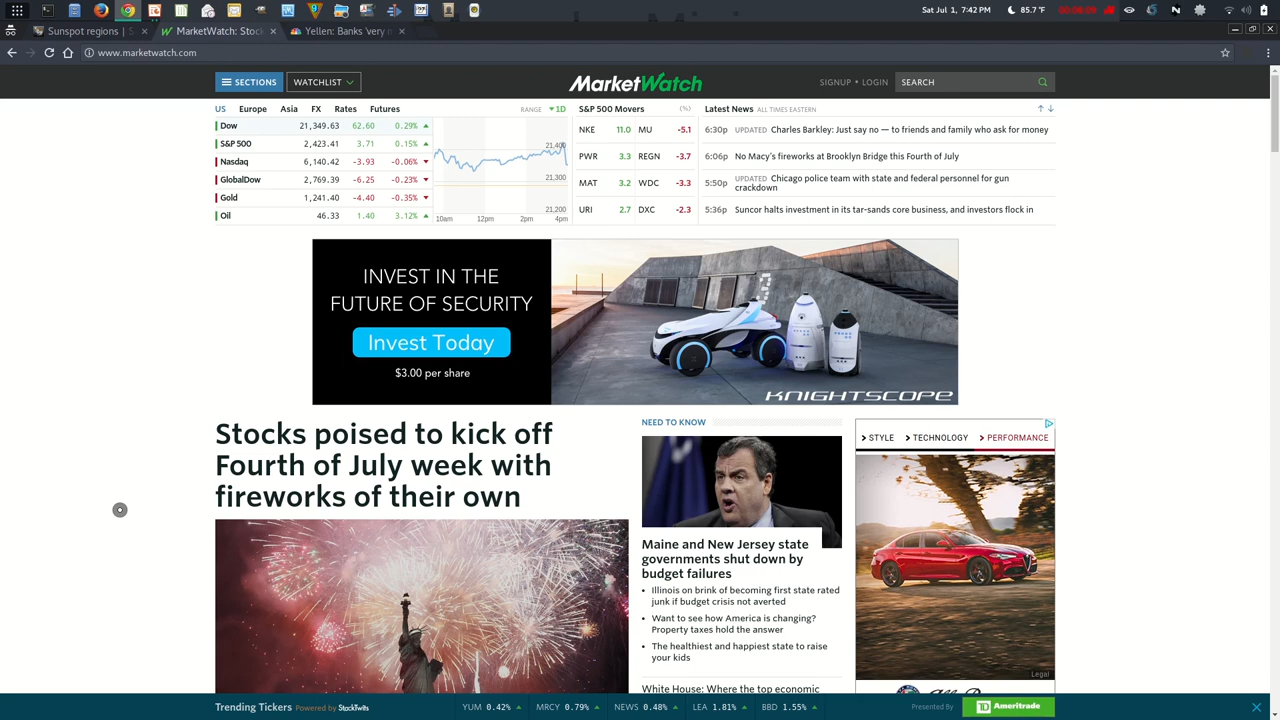 Sat Jul 1, 7:42 PM
85.7 °F
Sunspot regions | S
MarketWatch: Stoc
Yellen: Banks 'very n
www.marketwatch.com
SECTIONS
WATCHLIST
MarketWatch
SIGNUP • LOGIN
SEARCH
US Europe Asia FX Rates Futures
RANGE 1D
Dow 21,349.63 62.60 0.29%
S&P 500 2,423.41 3.71 0.15%
Nasdaq 6,140.42 -3.93 -0.06%
GlobalDow 2,769.39 -6.25 -0.23%
Gold 1,241.40 -4.40 -0.35%
Oil 46.33 1.40 3.12%
21,400
21,300
21,200
10am 12pm 2pm 4pm
S&P 500 Movers (%)
NKE 11.0 MU -5.1
PWR 3.3 REGN -3.7
MAT 3.2 WDC -3.3
URI 2.7 DXC -2.3
Latest News ALL TIMES EASTERN
6:30p UPDATED Charles Barkley: Just say no — to friends and family who ask for money
6:06p No Macy's fireworks at Brooklyn Bridge this Fourth of July
5:50p UPDATED Chicago police team with state and federal personnel for gun
crackdown
5:36p Suncor halts investment in its tar-sands core business, and investors flock in
INVEST IN THE
FUTURE OF SECURITY
Invest Today
$3.00 per share
KNIGHTSCOPE
Stocks poised to kick off
Fourth of July week with
fireworks of their own
NEED TO KNOW
Maine and New Jersey state
governments shut down by
budget failures
• Illinois on brink of becoming first state rated
junk if budget crisis not averted
• Want to see how America is changing?
Property taxes hold the answer
• The healthiest and happiest state to raise
your kids
White House: Where the top economic
STYLE TECHNOLOGY PERFORMANCE
Legal
Trending Tickers Powered by StockTwits
YUM 0.42% MRCY 0.79% NEWS 0.48% LEA 1.81% BBD 1.55%
Presented By
TD Ameritrade